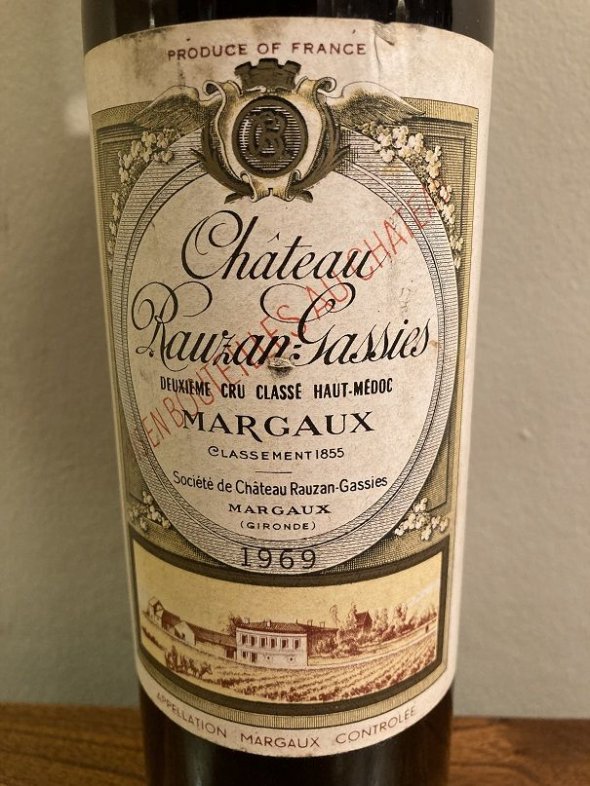 PRODUCE OF FRANCE
Château
Rauzan-Gassies
DEUXIÈME CRU CLASSÉ HAUT-MÉDOC
MARGAUX
CLASSEMENT 1855
Société de Château Rauzan-Gassies
MARGAUX
(GIRONDE)
1969
EN BOUTEILLES AU CHATEAU
APPELLATION MARGAUX CONTROLÉE